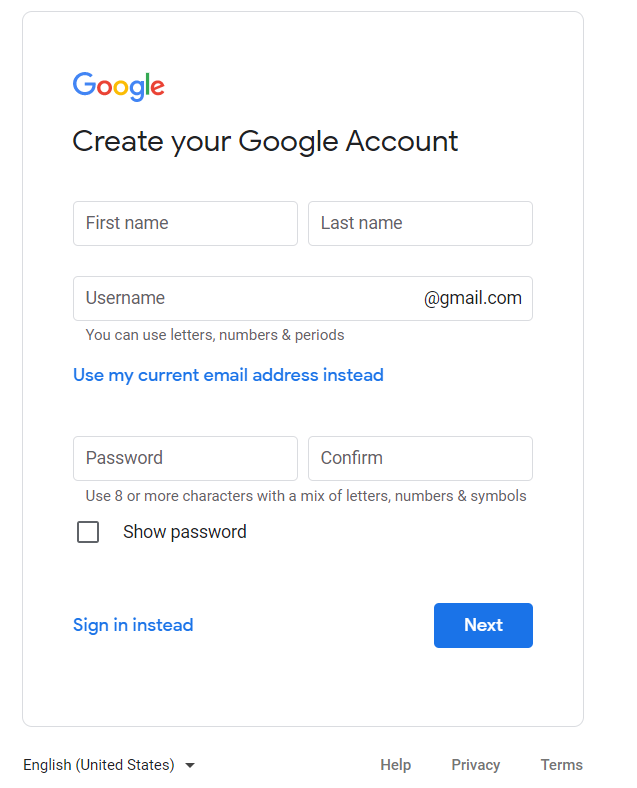 Google
Create your Google Account
First name Last name
Username @gmail.com
You can use letters, numbers & periods
Use my current email address instead
Password Confirm
Use 8 or more characters with a mix of letters, numbers & symbols
Show password
Sign in instead Next
English (United States) Help Privacy Terms